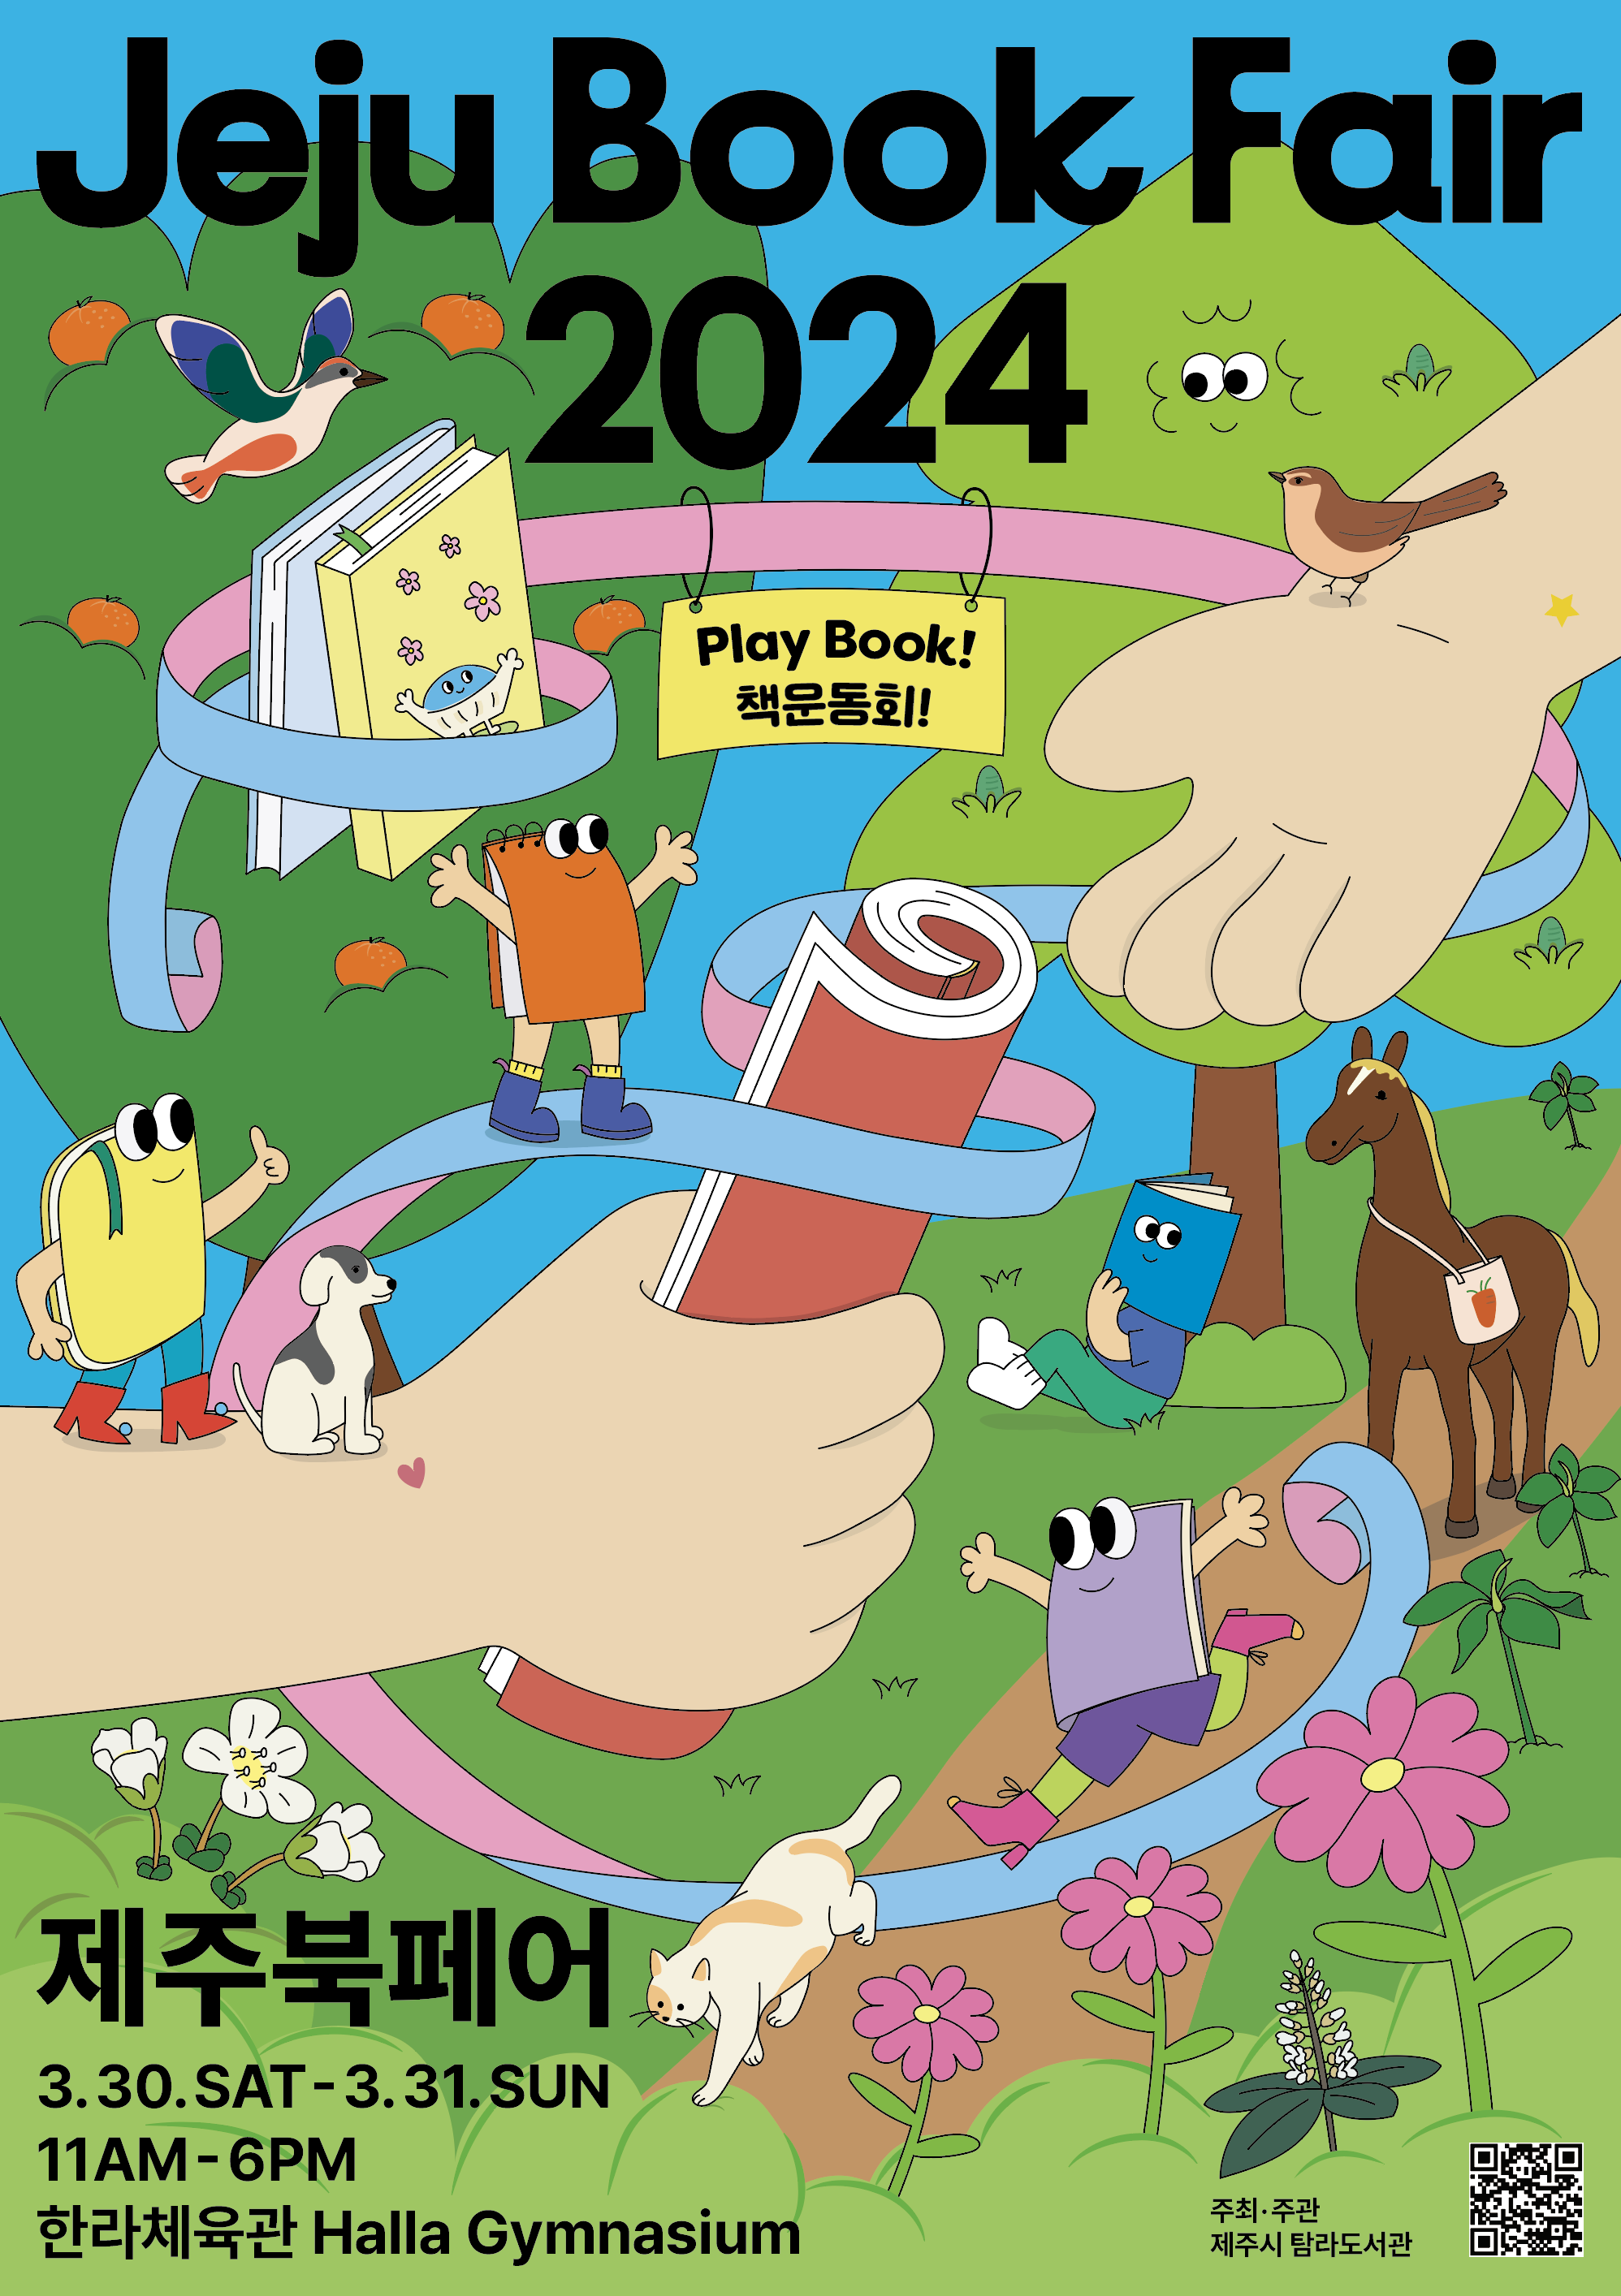 Jeju Book Fair
2024
Play Book!
책운동회!
제주북페어
3.30.SAT-3.31.SUN
11AM-6PM
한라체육관 Halla Gymnasium
주최·주관
제주시 탐라도서관